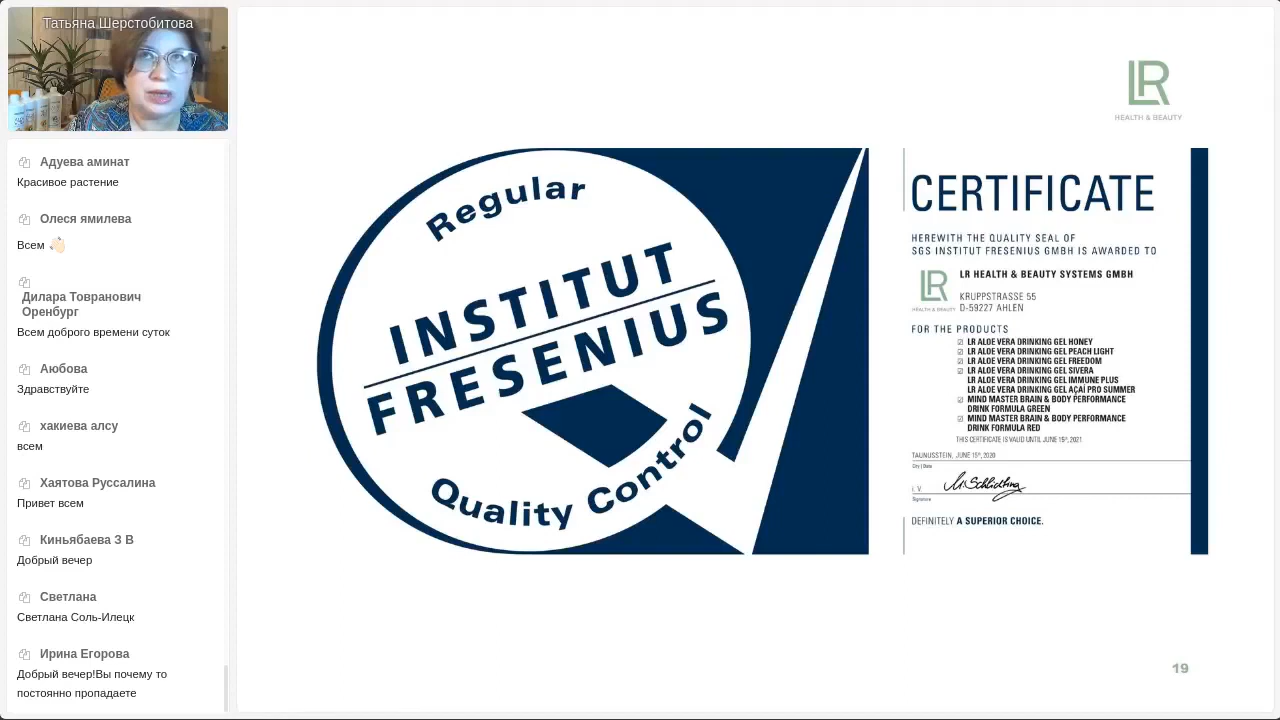 Татьяна Шерстобитова
Адуева аминат
Красивое растение
Олеся ямилева
Всем 👋🏻
Дилара Товранович
Оренбург
Всем доброго времени суток
Аюбова
Здравствуйте
хакиева алсу
всем
Хаятова Руссалина
Привет всем
Киньябаева З В
Добрый вечер
Светлана
Светлана Соль-Илецк
Ирина Егорова
Добрый вечер!Вы почему то
постоянно пропадаете
LR
HEALTH & BEAUTY
Regular
INSTITUT
FRESENIUS
Quality Control
CERTIFICATE
HEREWITH THE QUALITY SEAL OF
SGS INSTITUT FRESENIUS GMBH IS AWARDED TO
LR
HEALTH & BEAUTY
LR HEALTH & BEAUTY SYSTEMS GMBH
KRUPPSTRASSE 55
D-59227 AHLEN
FOR THE PRODUCTS
☑ LR ALOE VERA DRINKING GEL HONEY
☑ LR ALOE VERA DRINKING GEL PEACH LIGHT
☑ LR ALOE VERA DRINKING GEL FREEDOM
☑ LR ALOE VERA DRINKING GEL SIVERA
LR ALOE VERA DRINKING GEL IMMUNE PLUS
LR ALOE VERA DRINKING GEL AÇAÍ PRO SUMMER
☑ MIND MASTER BRAIN & BODY PERFORMANCE
DRINK FORMULA GREEN
☑ MIND MASTER BRAIN & BODY PERFORMANCE
DRINK FORMULA RED
THIS CERTIFICATE IS VALID UNTIL JUNE 15th, 2021
TAUNUSSTEIN, JUNE 15th, 2020
City | Date
i. V.
Signature
DEFINITELY A SUPERIOR CHOICE.
19